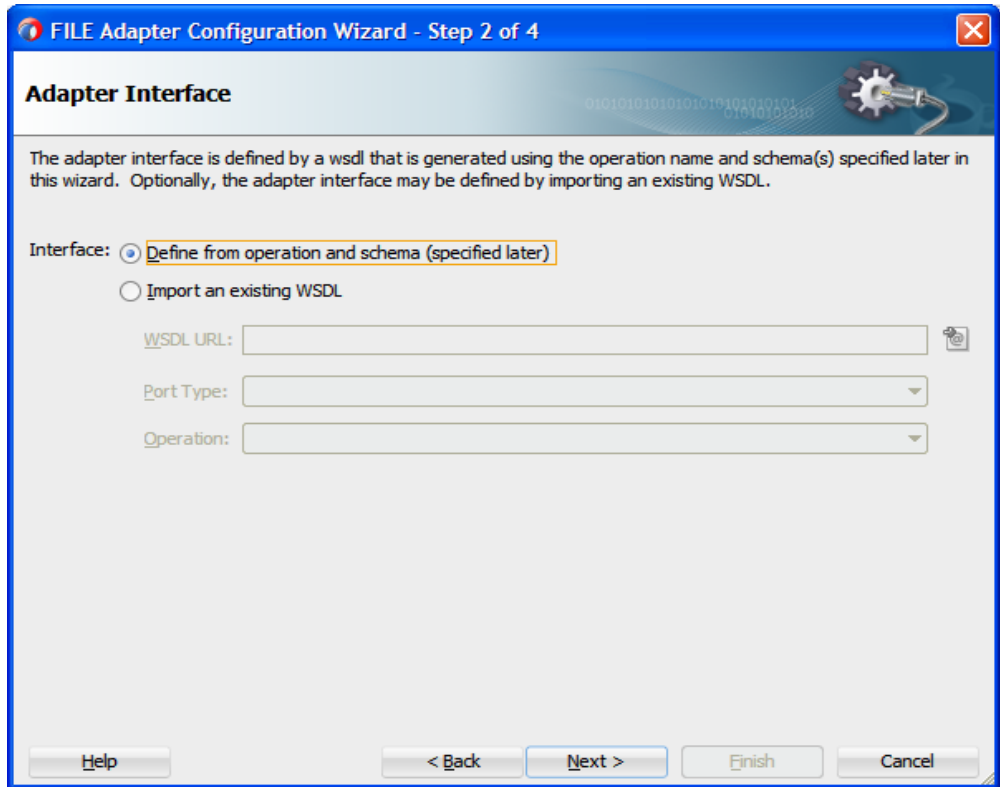 FILE Adapter Configuration Wizard - Step 2 of 4
Adapter Interface
The adapter interface is defined by a wsdl that is generated using the operation name and schema(s) specified later in
this wizard. Optionally, the adapter interface may be defined by importing an existing WSDL.
Interface: Define from operation and schema (specified later)
Import an existing WSDL
WSDL URL:
Port Type:
Operation:
Help < Back Next > Finish Cancel